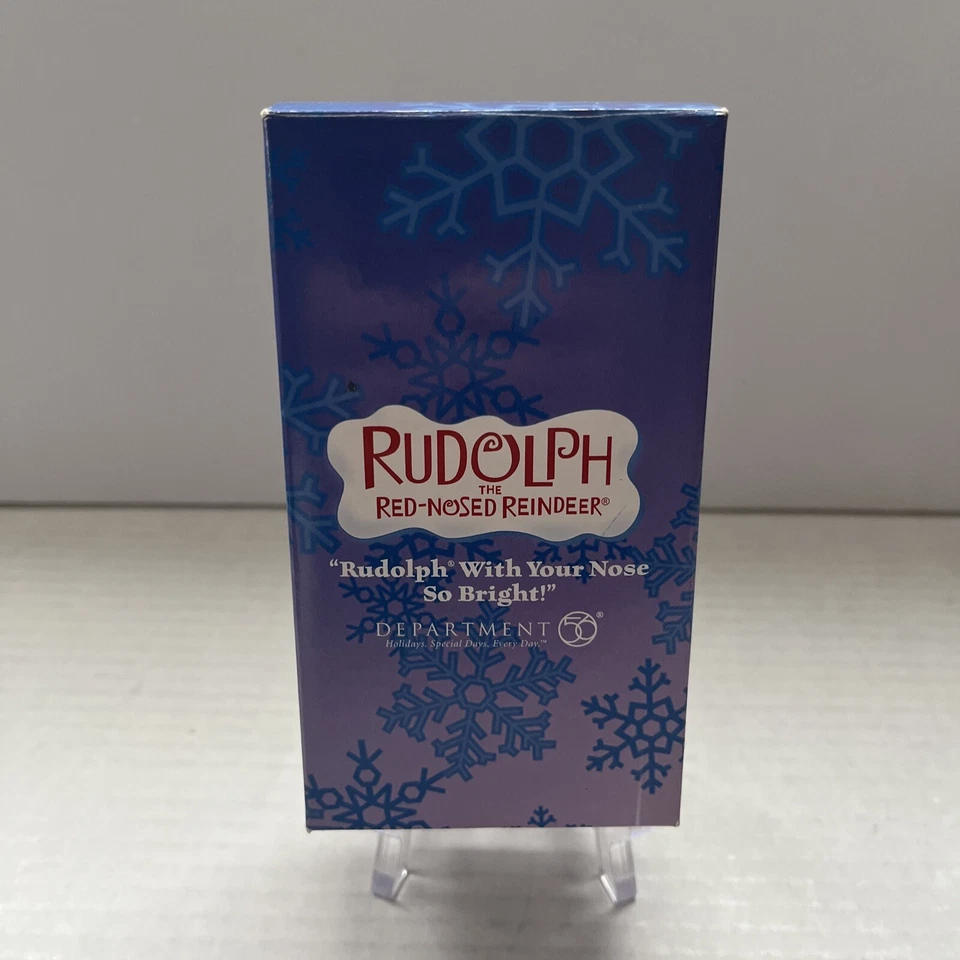 RUDOLPH
THE
RED-NOSED REINDEER®
"Rudolph® With Your Nose
So Bright!"
DEPARTMENT 56®
Holidays. Special Days. Every Day.™